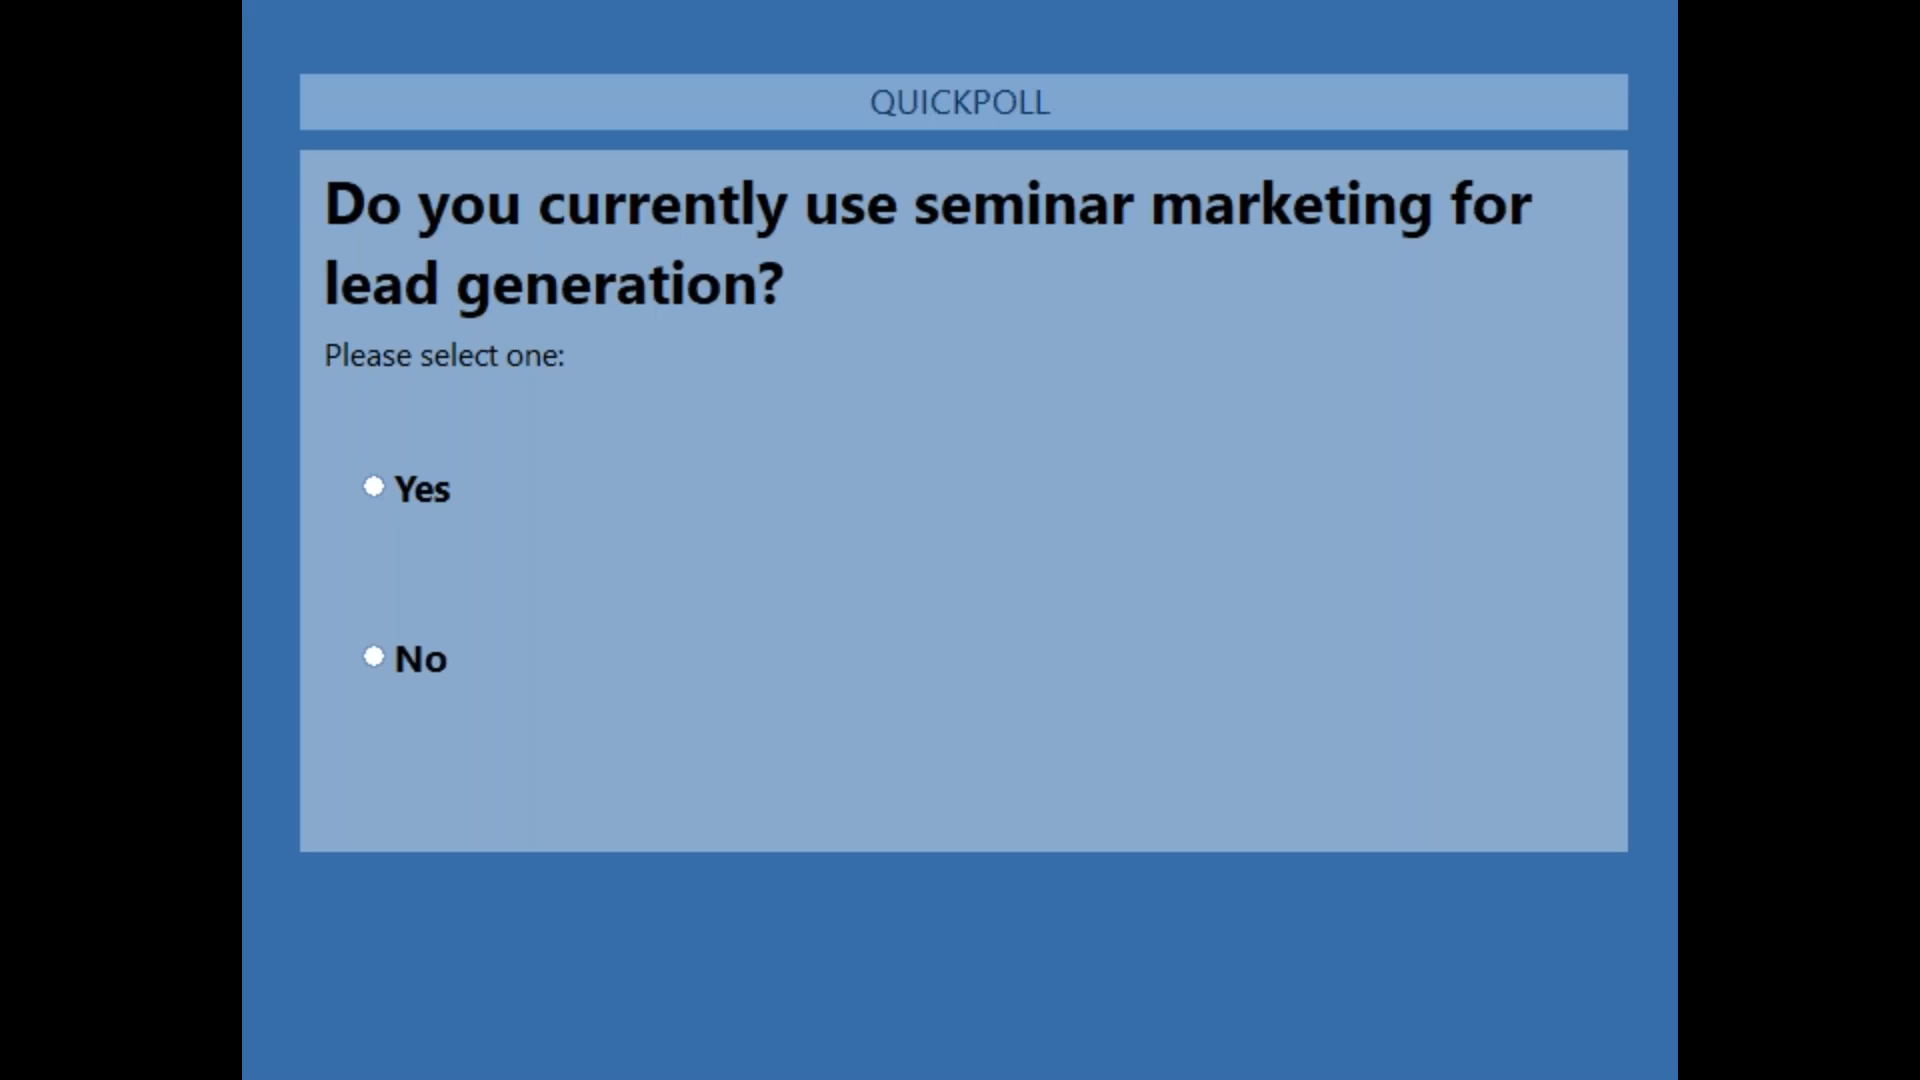 QUICKPOLL
Do you currently use seminar marketing for
lead generation?
Please select one:
Yes
No